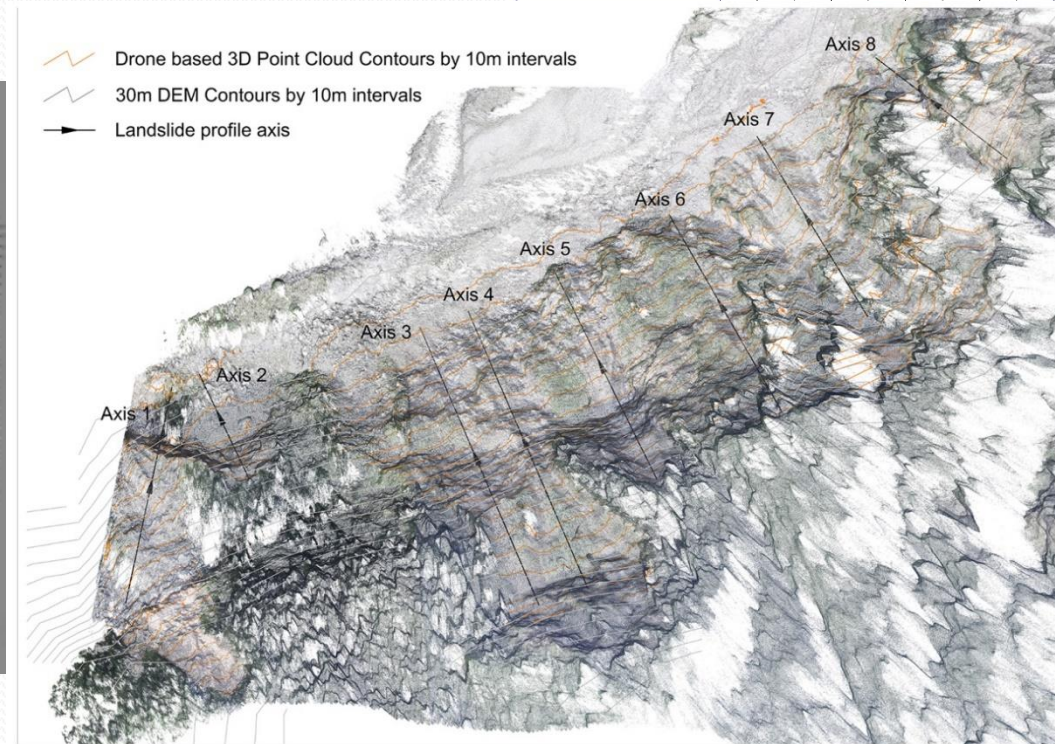 Drone based 3D Point Cloud Contours by 10m intervals
30m DEM Contours by 10m intervals
Landslide profile axis
Axis 8
Axis 7
Axis 6
Axis 5
Axis 4
Axis 3
Axis 2
Axis 1